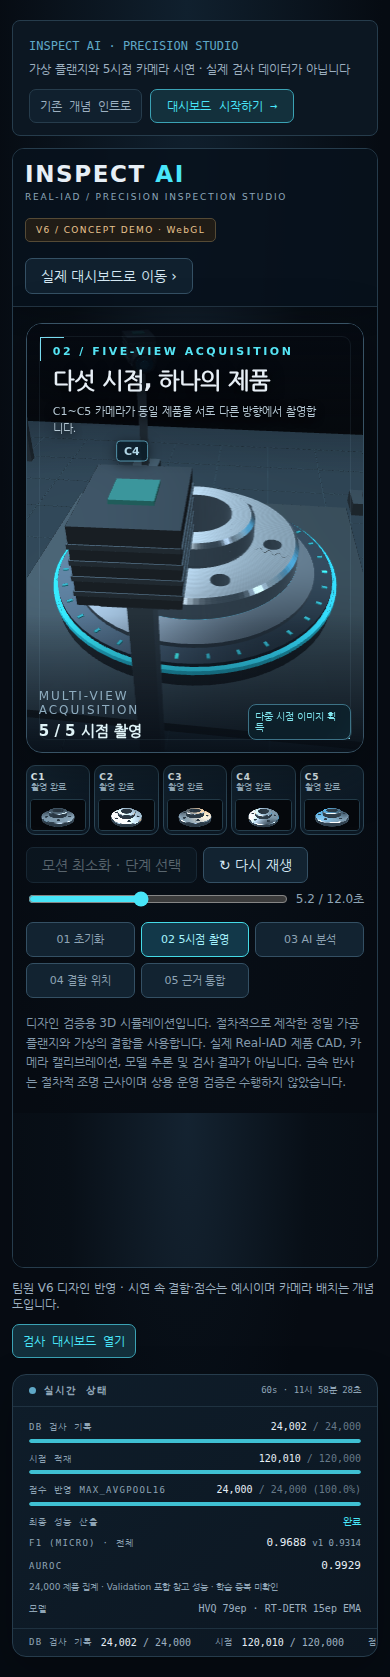 INSPECT AI · PRECISION STUDIO
가상 플랜지와 5시점 카메라 시연 · 실제 검사 데이터가 아닙니다
기존 개념 인트로
대시보드 시작하기 →
INSPECT AI
REAL-IAD / PRECISION INSPECTION STUDIO
V6 / CONCEPT DEMO · WebGL
실제 대시보드로 이동 ›
02 / FIVE-VIEW ACQUISITION
다섯 시점, 하나의 제품
C1~C5 카메라가 동일 제품을 서로 다른 방향에서 촬영합
니다.
C4
MULTI-VIEW
ACQUISITION
5 / 5 시점 촬영
다중 시점 이미지 획
득
C1
촬영 완료
C2
촬영 완료
C3
촬영 완료
C4
촬영 완료
C5
촬영 완료
모션 최소화 · 단계 선택
↻ 다시 재생
5.2 / 12.0초
01 초기화
02 5시점 촬영
03 AI 분석
04 결함 위치
05 근거 통합
디자인 검증용 3D 시뮬레이션입니다. 절차적으로 제작한 정밀 가공
플랜지와 가상의 결함을 사용합니다. 실제 Real-IAD 제품 CAD, 카
메라 캘리브레이션, 모델 추론 및 검사 결과가 아닙니다. 금속 반사
는 절차적 조명 근사이며 상용 운영 검증은 수행하지 않았습니다.
팀원 V6 디자인 반영 · 시연 속 결함·점수는 예시이며 카메라 배치는 개념
도입니다.
검사 대시보드 열기
실시간 상태
60s · 11시 58분 28초
DB 검사 기록
24,002 / 24,000
시점 적재
120,010 / 120,000
점수 반영 MAX_AVGPOOL16
24,000 / 24,000 (100.0%)
최종 성능 산출
완료
F1 (MICRO) · 전체
0.9688 v1 0.9314
AUROC
0.9929
24,000 제품 집계 · Validation 포함 참고 성능 · 학습 중복 미확인
모델
HVQ 79ep · RT-DETR 15ep EMA
DB 검사 기록 24,002 / 24,000 시점 120,010 / 120,000